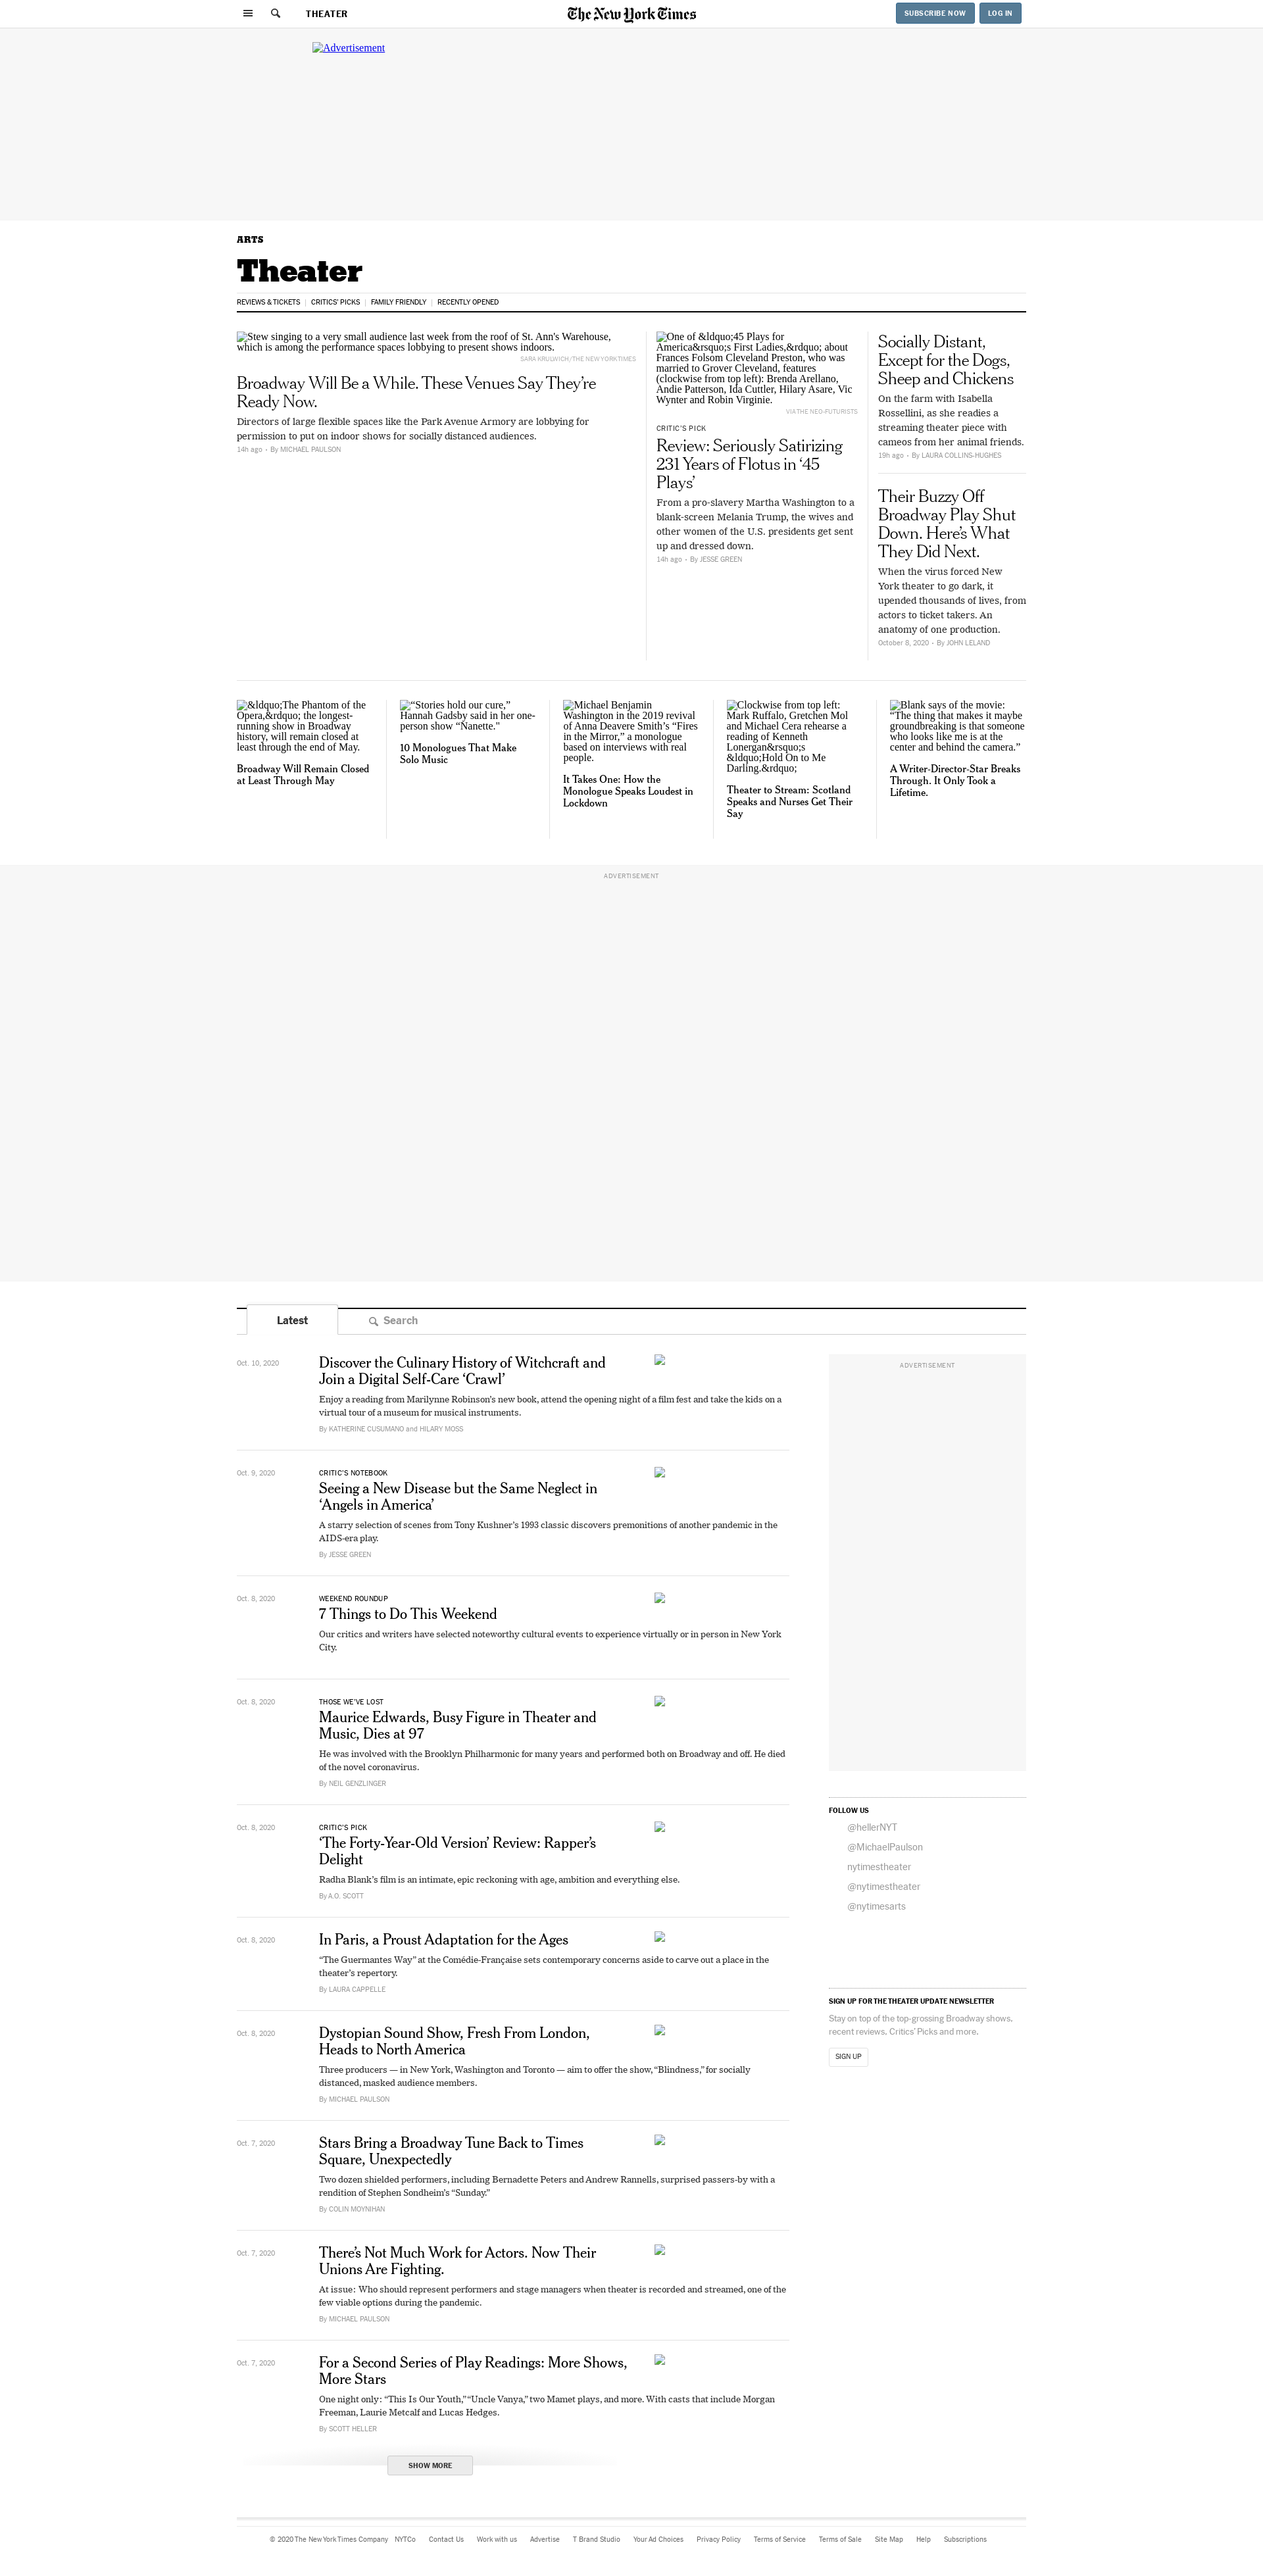 THEATER
The New York Times
SUBSCRIBE NOW
LOG IN
Advertisement
ARTS
Theater
REVIEWS & TICKETS
CRITICS' PICKS
FAMILY FRIENDLY
RECENTLY OPENED
Stew singing to a very small audience last week from the roof of St. Ann's Warehouse,
which is among the performance spaces lobbying to present shows indoors.
SARA KRULWICH/THE NEW YORK TIMES
Broadway Will Be a While. These Venues Say They’re
Ready Now.
Directors of large flexible spaces like the Park Avenue Armory are lobbying for
permission to put on indoor shows for socially distanced audiences.
14h ago • By MICHAEL PAULSON
One of &ldquo;45 Plays for
America&rsquo;s First Ladies,&rdquo; about
Frances Folsom Cleveland Preston, who was
married to Grover Cleveland, features
(clockwise from top left): Brenda Arellano,
Andie Patterson, Ida Cuttler, Hilary Asare, Vic
Wynter and Robin Virginie.
VIA THE NEO-FUTURISTS
CRITIC’S PICK
Review: Seriously Satirizing
231 Years of Flotus in ‘45
Plays’
From a pro-slavery Martha Washington to a
blank-screen Melania Trump, the wives and
other women of the U.S. presidents get sent
up and dressed down.
14h ago • By JESSE GREEN
Socially Distant,
Except for the Dogs,
Sheep and Chickens
On the farm with Isabella
Rossellini, as she readies a
streaming theater piece with
cameos from her animal friends.
19h ago • By LAURA COLLINS-HUGHES
Their Buzzy Off
Broadway Play Shut
Down. Here’s What
They Did Next.
When the virus forced New
York theater to go dark, it
upended thousands of lives, from
actors to ticket takers. An
anatomy of one production.
October 8, 2020 • By JOHN LELAND
&ldquo;The Phantom of the
Opera,&rdquo; the longest-
running show in Broadway
history, will remain closed at
least through the end of May.
Broadway Will Remain Closed
at Least Through May
“Stories hold our cure,”
Hannah Gadsby said in her one-
person show “Nanette."
10 Monologues That Make
Solo Music
Michael Benjamin
Washington in the 2019 revival
of Anna Deavere Smith’s “Fires
in the Mirror,” a monologue
based on interviews with real
people.
It Takes One: How the
Monologue Speaks Loudest in
Lockdown
Clockwise from top left:
Mark Ruffalo, Gretchen Mol
and Michael Cera rehearse a
reading of Kenneth
Lonergan&rsquo;s
&ldquo;Hold On to Me
Darling.&rdquo;
Theater to Stream: Scotland
Speaks and Nurses Get Their
Say
Blank says of the movie:
“The thing that makes it maybe
groundbreaking is that someone
who looks like me is at the
center and behind the camera.”
A Writer-Director-Star Breaks
Through. It Only Took a
Lifetime.
ADVERTISEMENT
Latest
Search
Oct. 10, 2020
Discover the Culinary History of Witchcraft and
Join a Digital Self-Care ‘Crawl’
Enjoy a reading from Marilynne Robinson’s new book, attend the opening night of a film fest and take the kids on a
virtual tour of a museum for musical instruments.
By KATHERINE CUSUMANO and HILARY MOSS
Oct. 9, 2020
CRITIC’S NOTEBOOK
Seeing a New Disease but the Same Neglect in
‘Angels in America’
A starry selection of scenes from Tony Kushner’s 1993 classic discovers premonitions of another pandemic in the
AIDS-era play.
By JESSE GREEN
Oct. 8, 2020
WEEKEND ROUNDUP
7 Things to Do This Weekend
Our critics and writers have selected noteworthy cultural events to experience virtually or in person in New York
City.
Oct. 8, 2020
THOSE WE’VE LOST
Maurice Edwards, Busy Figure in Theater and
Music, Dies at 97
He was involved with the Brooklyn Philharmonic for many years and performed both on Broadway and off. He died
of the novel coronavirus.
By NEIL GENZLINGER
Oct. 8, 2020
CRITIC’S PICK
‘The Forty-Year-Old Version’ Review: Rapper’s
Delight
Radha Blank’s film is an intimate, epic reckoning with age, ambition and everything else.
By A.O. SCOTT
Oct. 8, 2020
In Paris, a Proust Adaptation for the Ages
“The Guermantes Way” at the Comédie-Française sets contemporary concerns aside to carve out a place in the
theater’s repertory.
By LAURA CAPPELLE
Oct. 8, 2020
Dystopian Sound Show, Fresh From London,
Heads to North America
Three producers — in New York, Washington and Toronto — aim to offer the show, “Blindness,” for socially
distanced, masked audience members.
By MICHAEL PAULSON
Oct. 7, 2020
Stars Bring a Broadway Tune Back to Times
Square, Unexpectedly
Two dozen shielded performers, including Bernadette Peters and Andrew Rannells, surprised passers-by with a
rendition of Stephen Sondheim’s “Sunday.”
By COLIN MOYNIHAN
Oct. 7, 2020
There’s Not Much Work for Actors. Now Their
Unions Are Fighting.
At issue: Who should represent performers and stage managers when theater is recorded and streamed, one of the
few viable options during the pandemic.
By MICHAEL PAULSON
Oct. 7, 2020
For a Second Series of Play Readings: More Shows,
More Stars
One night only: “This Is Our Youth,” “Uncle Vanya,” two Mamet plays, and more. With casts that include Morgan
Freeman, Laurie Metcalf and Lucas Hedges.
By SCOTT HELLER
SHOW MORE
ADVERTISEMENT
FOLLOW US
@hellerNYT
@MichaelPaulson
nytimestheater
@nytimestheater
@nytimesarts
SIGN UP FOR THE THEATER UPDATE NEWSLETTER
Stay on top of the top-grossing Broadway shows,
recent reviews, Critics’ Picks and more.
SIGN UP
© 2020 The New York Times Company NYTCo Contact Us Work with us Advertise T Brand Studio Your Ad Choices Privacy Policy Terms of Service Terms of Sale Site Map Help Subscriptions